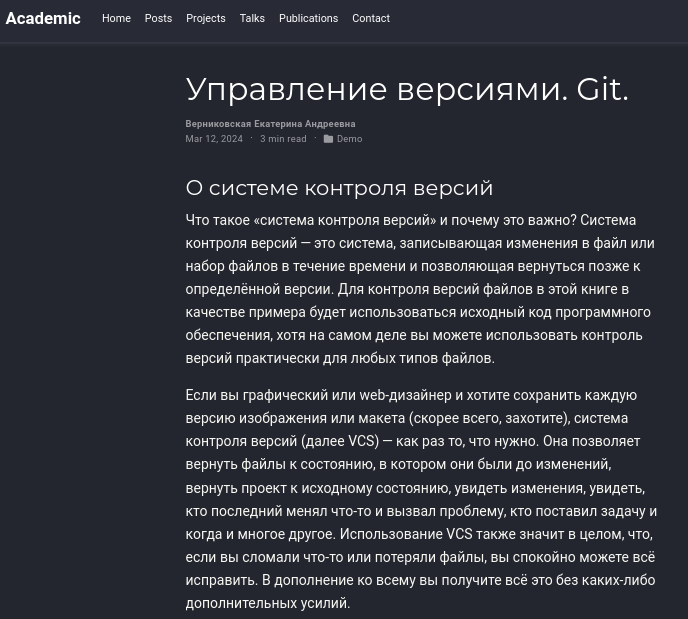 Academic Home Posts Projects Talks Publications Contact
Управление версиями. Git.
Верниковская Екатерина Андреевна
Mar 12, 2024 · 3 min read · Demo
О системе контроля версий
Что такое «система контроля версий» и почему это важно? Система
контроля версий — это система, записывающая изменения в файл или
набор файлов в течение времени и позволяющая вернуться позже к
определённой версии. Для контроля версий файлов в этой книге в
качестве примера будет использоваться исходный код программного
обеспечения, хотя на самом деле вы можете использовать контроль
версий практически для любых типов файлов.
Если вы графический или web-дизайнер и хотите сохранить каждую
версию изображения или макета (скорее всего, захотите), система
контроля версий (далее VCS) — как раз то, что нужно. Она позволяет
вернуть файлы к состоянию, в котором они были до изменений,
вернуть проект к исходному состоянию, увидеть изменения, увидеть,
кто последний менял что-то и вызвал проблему, кто поставил задачу и
когда и многое другое. Использование VCS также значит в целом, что,
если вы сломали что-то или потеряли файлы, вы спокойно можете всё
исправить. В дополнение ко всему вы получите всё это без каких-либо
дополнительных усилий.